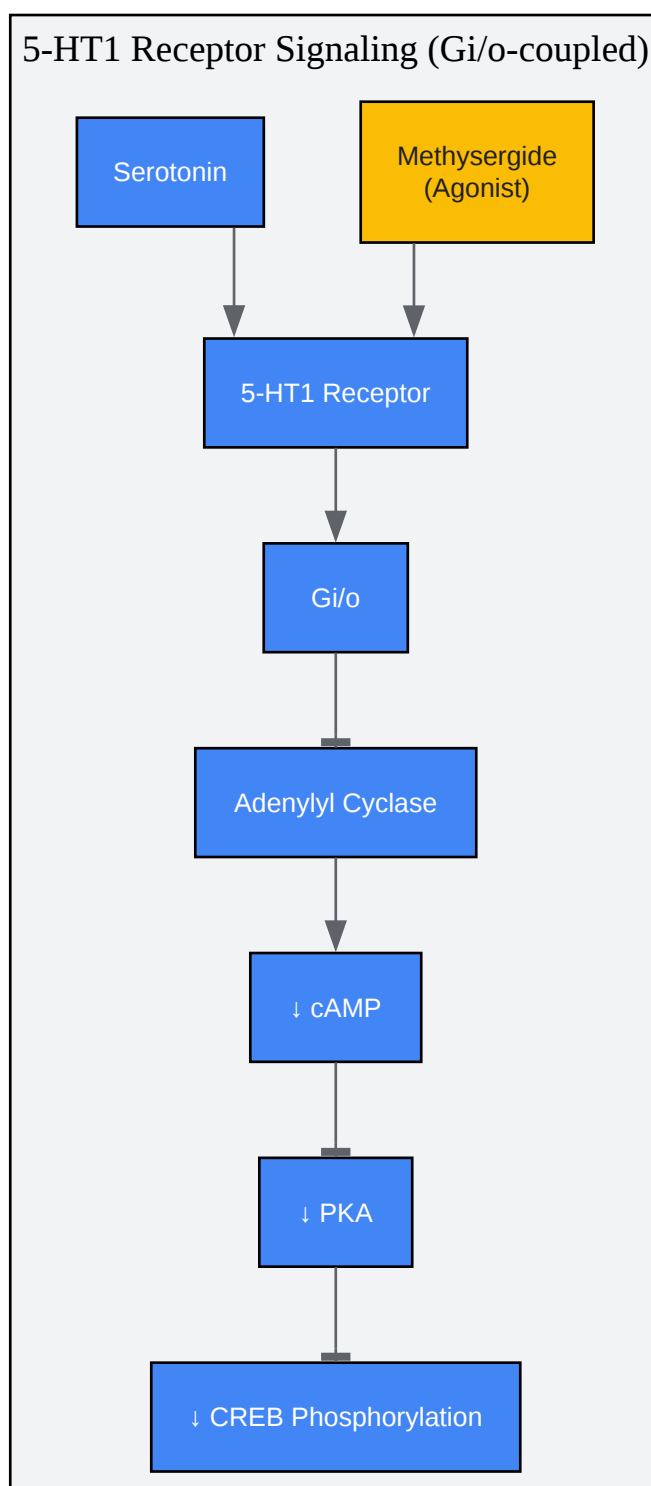 5-HT1 Receptor Signaling (Gi/o-coupled)
Serotonin
Methysergide
(Agonist)
5-HT1 Receptor
Gi/o
Adenylyl Cyclase
↓ cAMP
↓ PKA
↓ CREB Phosphorylation